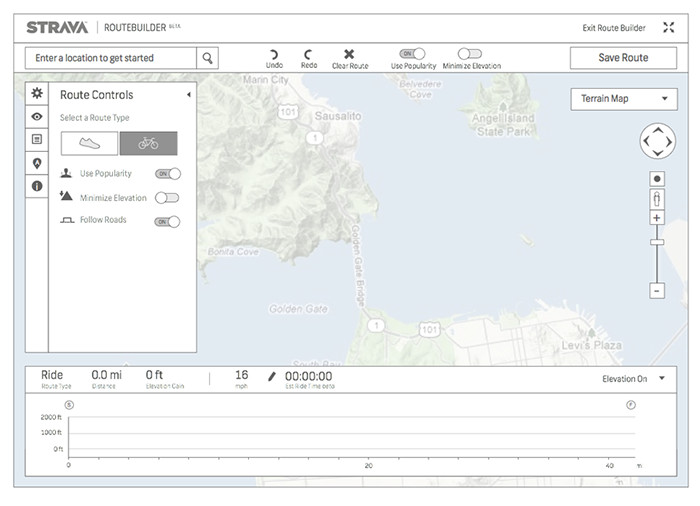 STRAVA | ROUTEBUILDER BETA
Exit Route Builder
Enter a location to get started
Undo
Redo
Clear Route
ON
Use Popularity
Minimize Elevation
Save Route
Route Controls
Select a Route Type
Use Popularity ON
Minimize Elevation
Follow Roads ON
Terrain Map
Marin City
Belvedere
Cove
101
Sausalito
1
Angel Island
State Park
Golden Gate Bridge
Bonita Cove
Golden Gate
1
101
Levi's Plaza
South Bay
Ride
Route Type
0.0 mi
Distance
0 ft
Elevation Gain
16
mph
00:00:00
Est Ride Time
Elevation On
S
F
2000 ft
1000 ft
0 ft
0
20
40
m